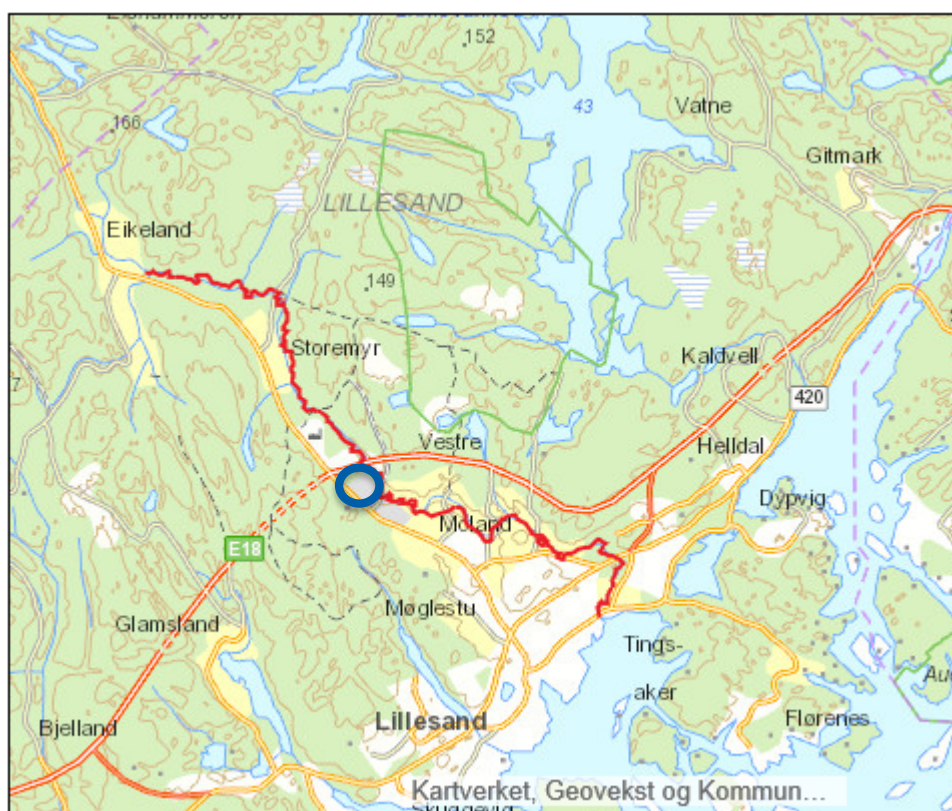 152
43
Vatne
166
Gitmark
LILLESAND
Eikeland
149
Storemyr
Kaldvell
420
Vestre
Helldal
Dypvig
Moland
E18
Møglestu
Glamsland
Tings-
aker
Lillesand
Flørenes
Bjelland
Kartverket, Geovekst og Kommun...